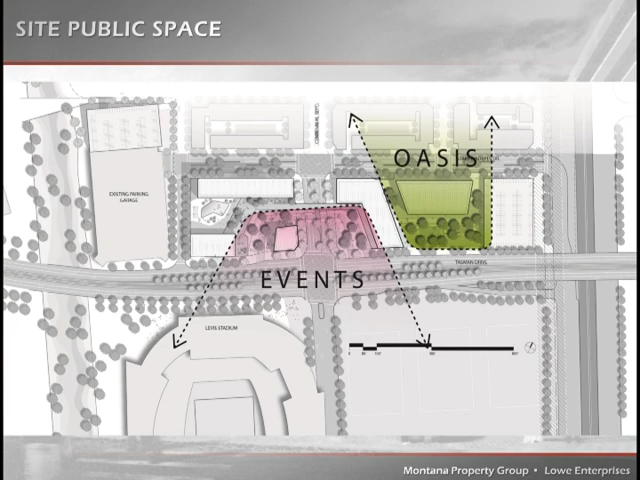 SITE PUBLIC SPACE
OASIS
EXISTING PARKING
GARAGE
EVENTS
TASMAN DRIVE
LEVIS STADIUM
Montana Property Group • Lowe Enterprises